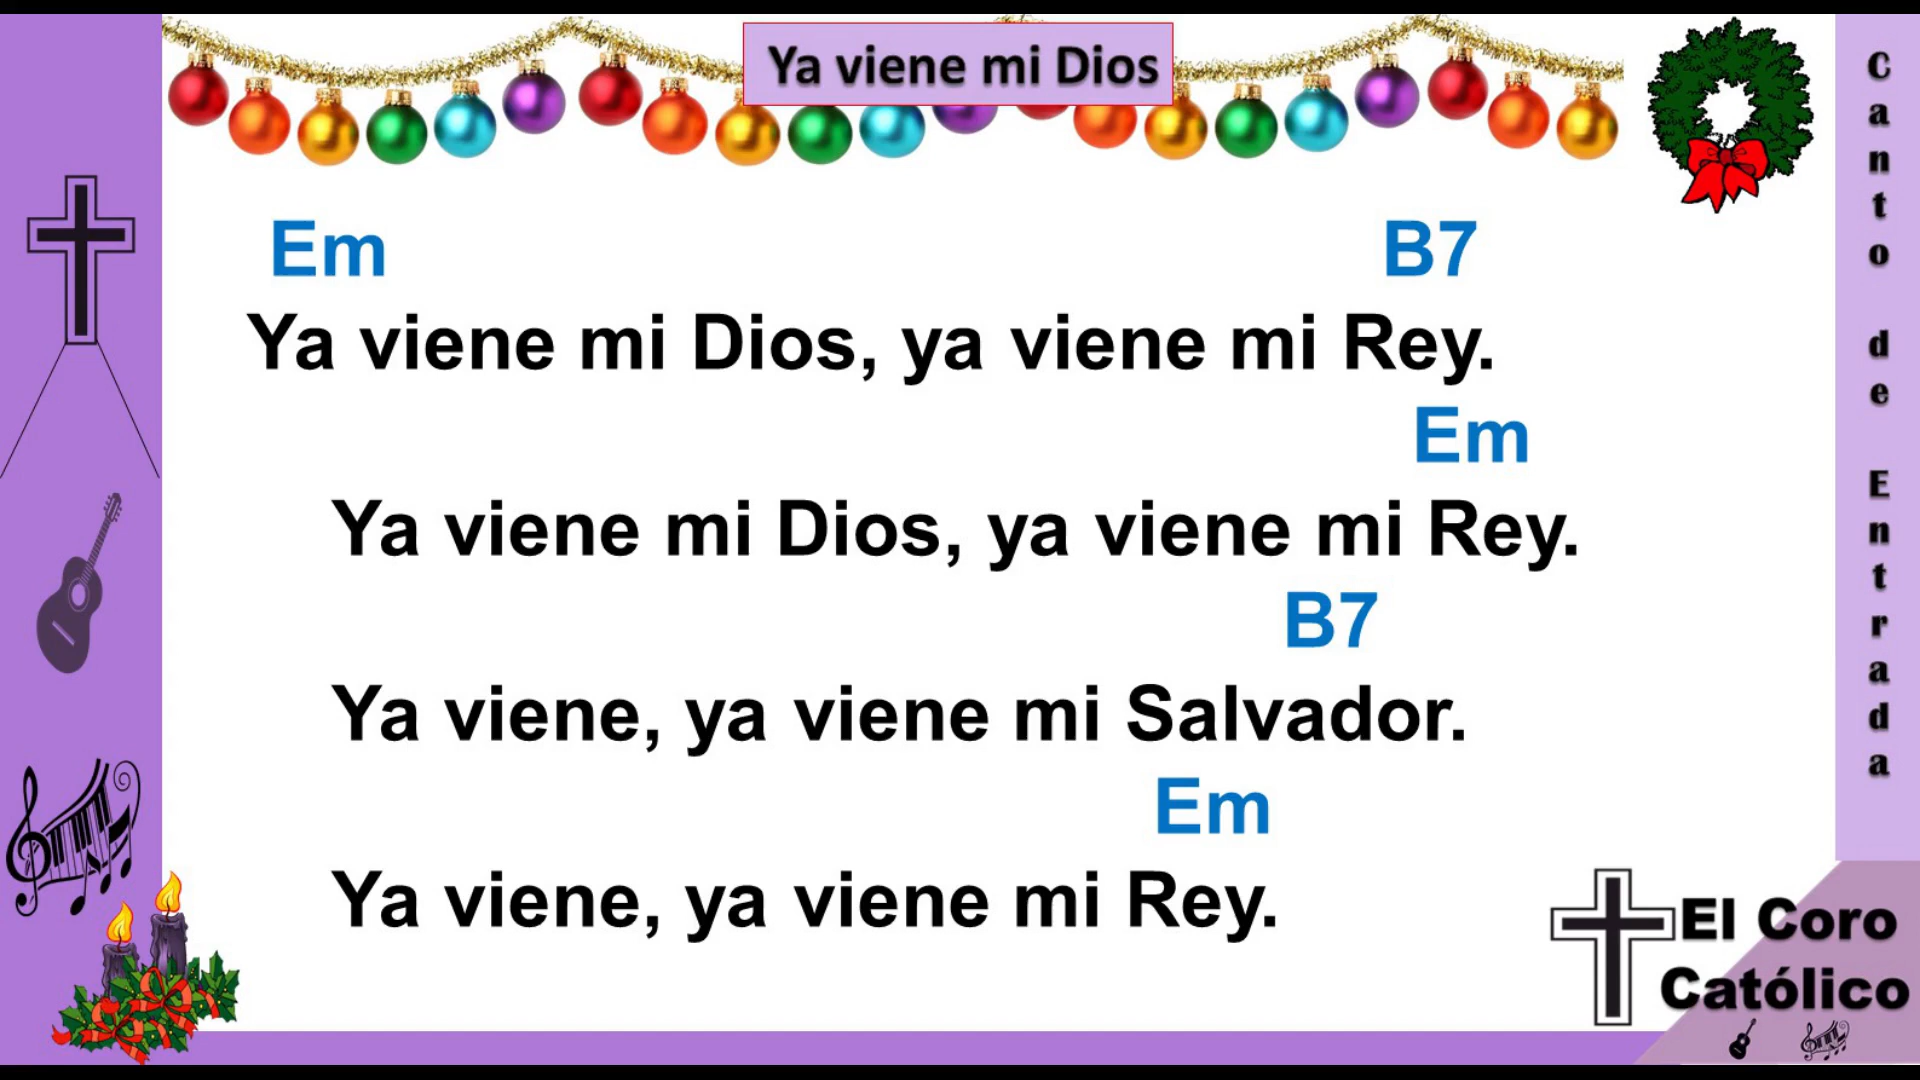 Ya viene mi Dios
Em B7
Ya viene mi Dios, ya viene mi Rey.
Em
Ya viene mi Dios, ya viene mi Rey.
B7
Ya viene, ya viene mi Salvador.
Em
Ya viene, ya viene mi Rey.
Canto de Entrada
El Coro
Católico